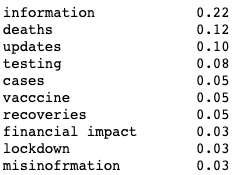 information 0.22
deaths 0.12
updates 0.10
testing 0.08
cases 0.05
vacccine 0.05
recoveries 0.05
financial impact 0.03
lockdown 0.03
misinofrmation 0.03